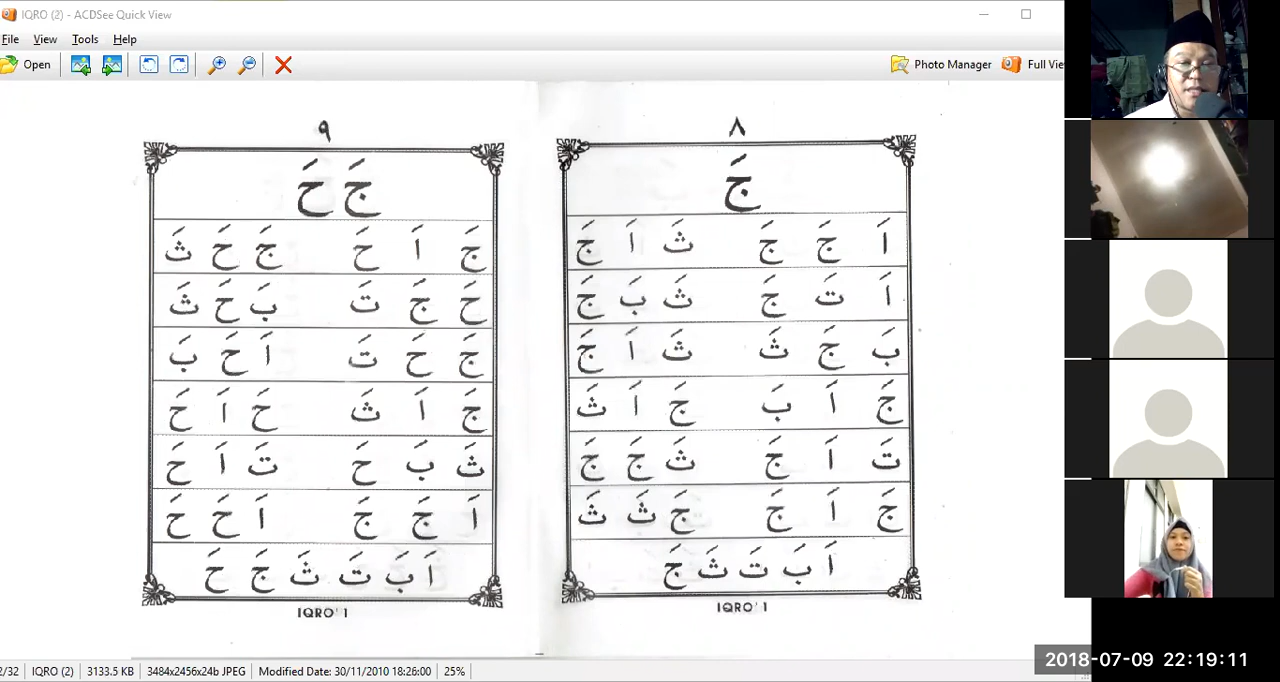 IQRO (2) - ACDSee Quick View
File View Tools Help
Open
Photo Manager
٨
جَ
اَ جَ جَ ثَ اَ جَ
اَ تَ جَ ثَ بَ جَ
بَ جَ ثَ ثَ اَ جَ
جَ اَ بَ جَ اَ ثَ
تَ اَ جَ ثَ جَ جَ
جَ اَ جَ جَ ثَ ثَ
اَ بَ تَ ثَ جَ
IQRO' 1
٩
جَ حَ
جَ اَ حَ جَ حَ ثَ
حَ جَ تَ بَ حَ ثَ
جَ حَ تَ اَ حَ بَ
جَ اَ ثَ حَ اَ حَ
ثَ بَ حَ تَ اَ حَ
اَ جَ جَ اَ حَ حَ
اَ بَ تَ ثَ جَ حَ
IQRO' 1
2/32 IQRO (2) 3133.5 KB 3484x2456x24b JPEG Modified Date: 30/11/2010 18:26:00 25%
2018-07-09 22:19:11